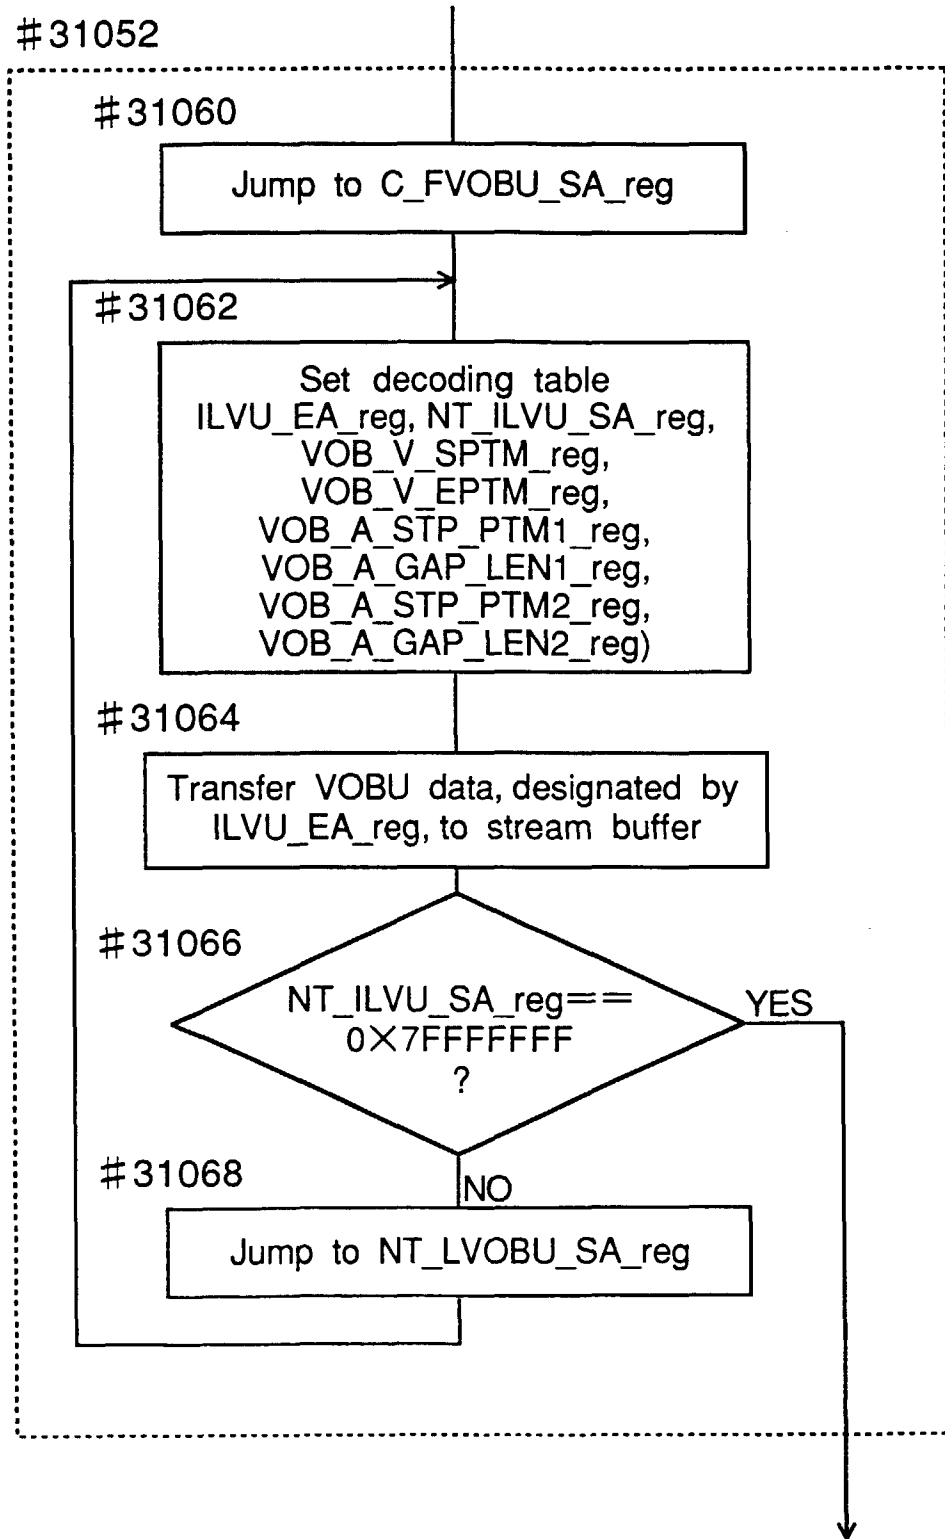 #31052
#31060
Jump to C_FVOBU_SA_reg
#31062
Set decoding table
ILVU_EA_reg, NT_ILVU_SA_reg,
VOB_V_SPTM_reg,
VOB_V_EPTM_reg,
VOB_A_STP_PTM1_reg,
VOB_A_GAP_LEN1_reg,
VOB_A_STP_PTM2_reg,
VOB_A_GAP_LEN2_reg)
#31064
Transfer VOBU data, designated by
ILVU_EA_reg, to stream buffer
#31066
NT_ILVU_SA_reg==
0×7FFFFFFF
?
YES
#31068
NO
Jump to NT_LVOBU_SA_reg